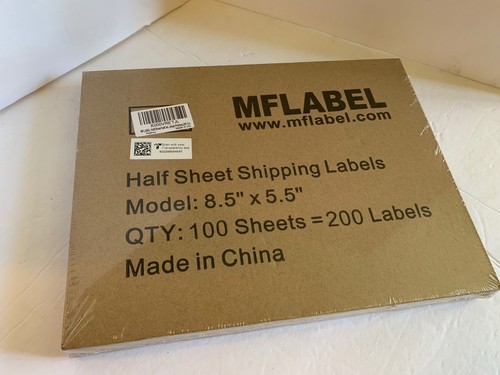 MFLABEL
www.mflabel.com
Half Sheet Shipping Labels
Model: 8.5" x 5.5"
QTY: 100 Sheets = 200 Labels
Made in China